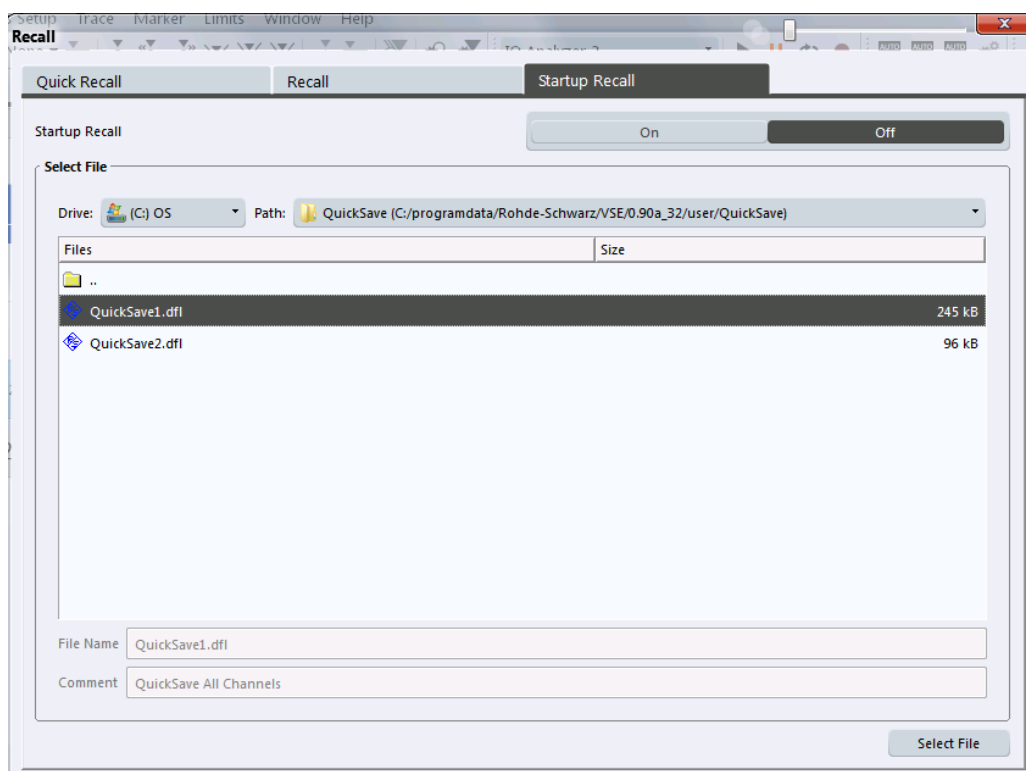 Setup Trace Marker Limits Window Help
Recall
Quick Recall Recall Startup Recall
Startup Recall On Off
Select File
Drive: (C:) OS Path: QuickSave (C:/programdata/Rohde-Schwarz/VSE/0.90a_32/user/QuickSave)
Files Size
..
QuickSave1.dfl 245 kB
QuickSave2.dfl 96 kB
File Name QuickSave1.dfl
Comment QuickSave All Channels
Select File